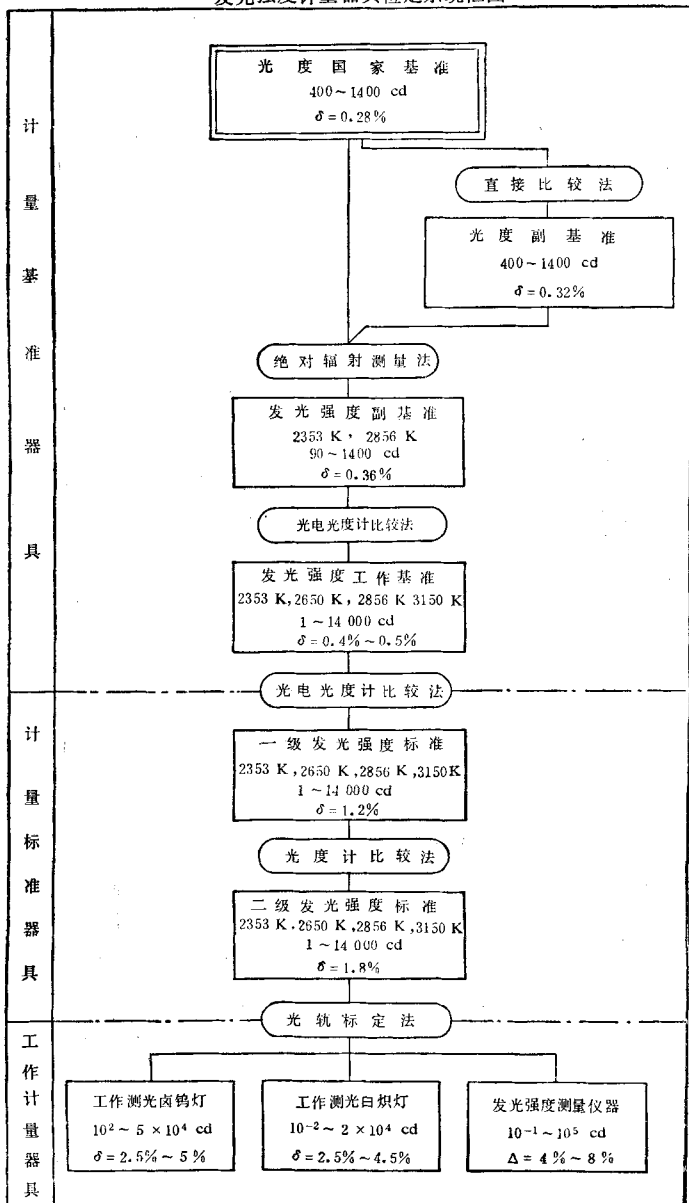 光度国家基准
400~1400 cd
δ=0.28%
直接比较法
光度副基准
400~1400 cd
δ=0.32%
绝对辐射测量法
发光强度副基准
2353 K, 2856 K
90~1400 cd
δ=0.36%
光电光度计比较法
发光强度工作基准
2353 K,2650 K, 2856 K 3150 K
1~14 000 cd
δ=0.4%~0.5%
计量基准器具
光电光度计比较法
一级发光强度标准
2353 K,2650 K,2856 K,3150K
1~14 000 cd
δ=1.2%
光度计比较法
二级发光强度标准
2353 K.2650 K,2856 K,3150K
1~14 000 cd
δ=1.8%
计量标准器具
光轨标定法
工作测光卤钨灯
10²~5×10⁴ cd
δ=2.5%~5%
工作测光白炽灯
10⁻²~2×10⁴ cd
δ=2.5%~4.5%
发光强度测量仪器
10⁻¹~10⁵ cd
Δ=4%~8%
工作计量器具